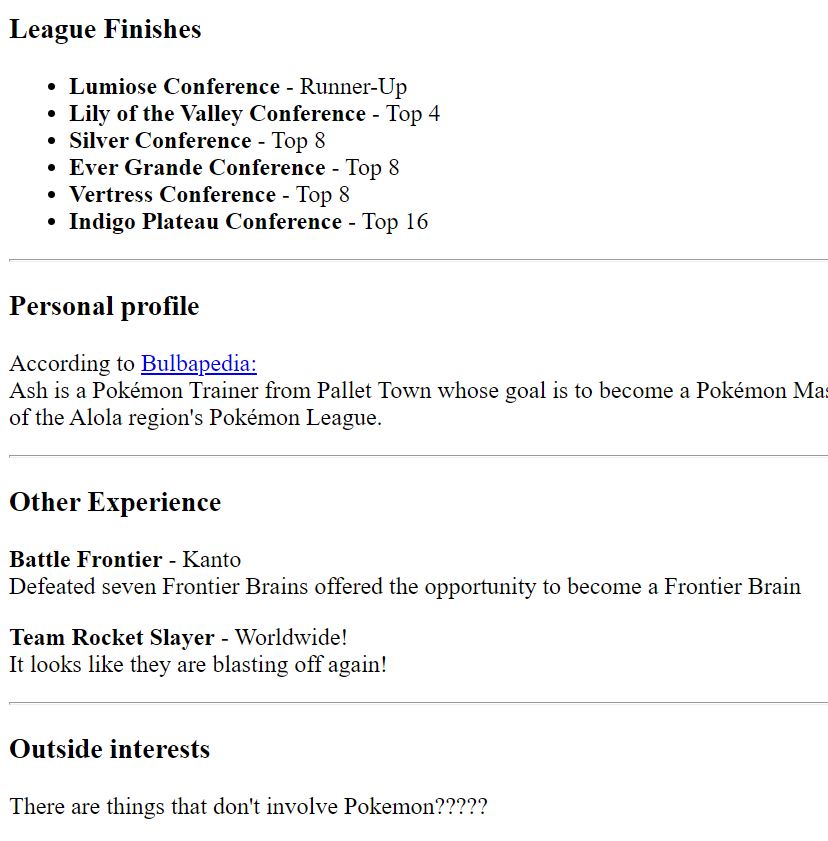 League Finishes
Lumiose Conference - Runner-Up
Lily of the Valley Conference - Top 4
Silver Conference - Top 8
Ever Grande Conference - Top 8
Vertress Conference - Top 8
Indigo Plateau Conference - Top 16
Personal profile
According to Bulbapedia:
Ash is a Pokémon Trainer from Pallet Town whose goal is to become a Pokémon
of the Alola region's Pokémon League.
Other Experience
Battle Frontier - Kanto
Defeated seven Frontier Brains offered the opportunity to become a Frontier Brain
Team Rocket Slayer - Worldwide!
It looks like they are blasting off again!
Outside interests
There are things that don't involve Pokemon?????